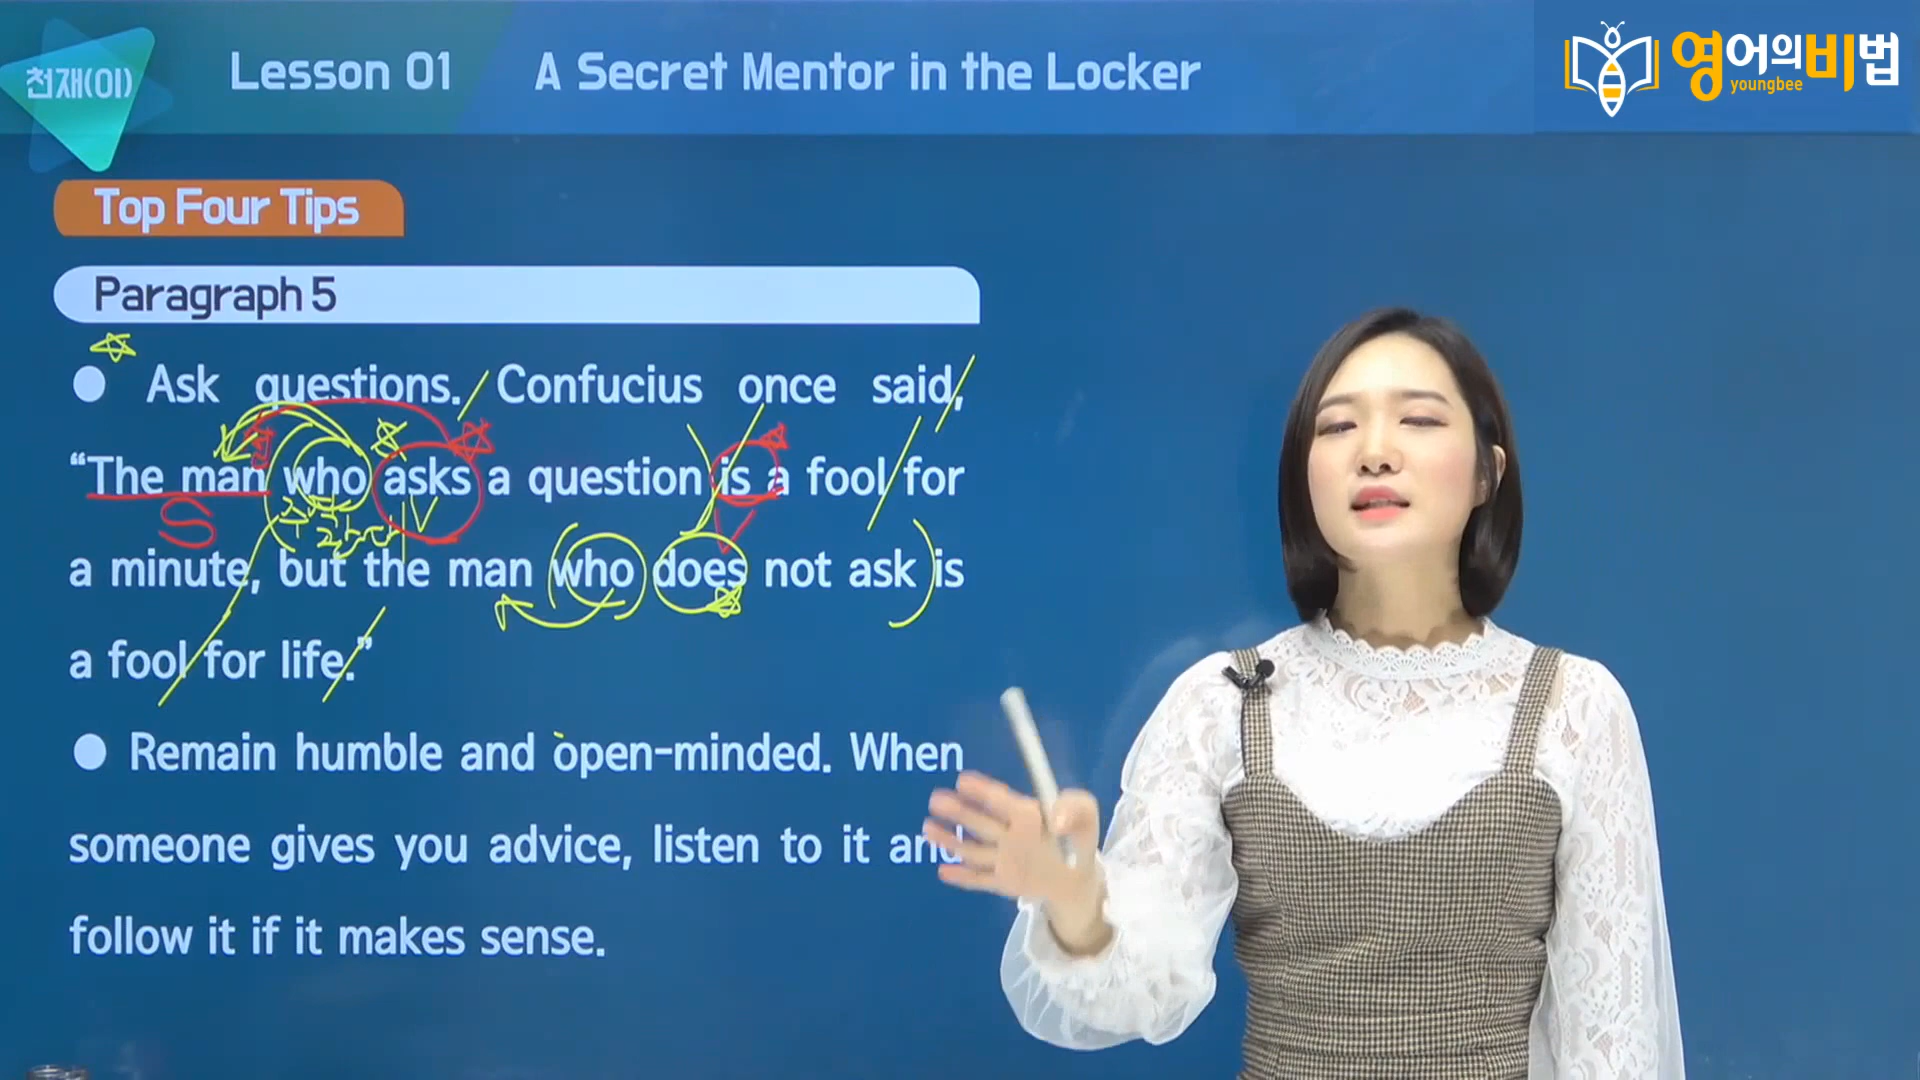 천재(이)
Lesson 01 A Secret Mentor in the Locker
영어의비법
youngbee
Top Four Tips
Paragraph 5
● Ask questions. Confucius once said,
“The man who asks a question is a fool for
S
V
V
a minute, but the man who does not ask is
a fool for life.”
● Remain humble and open-minded. When
someone gives you advice, listen to it and
follow it if it makes sense.